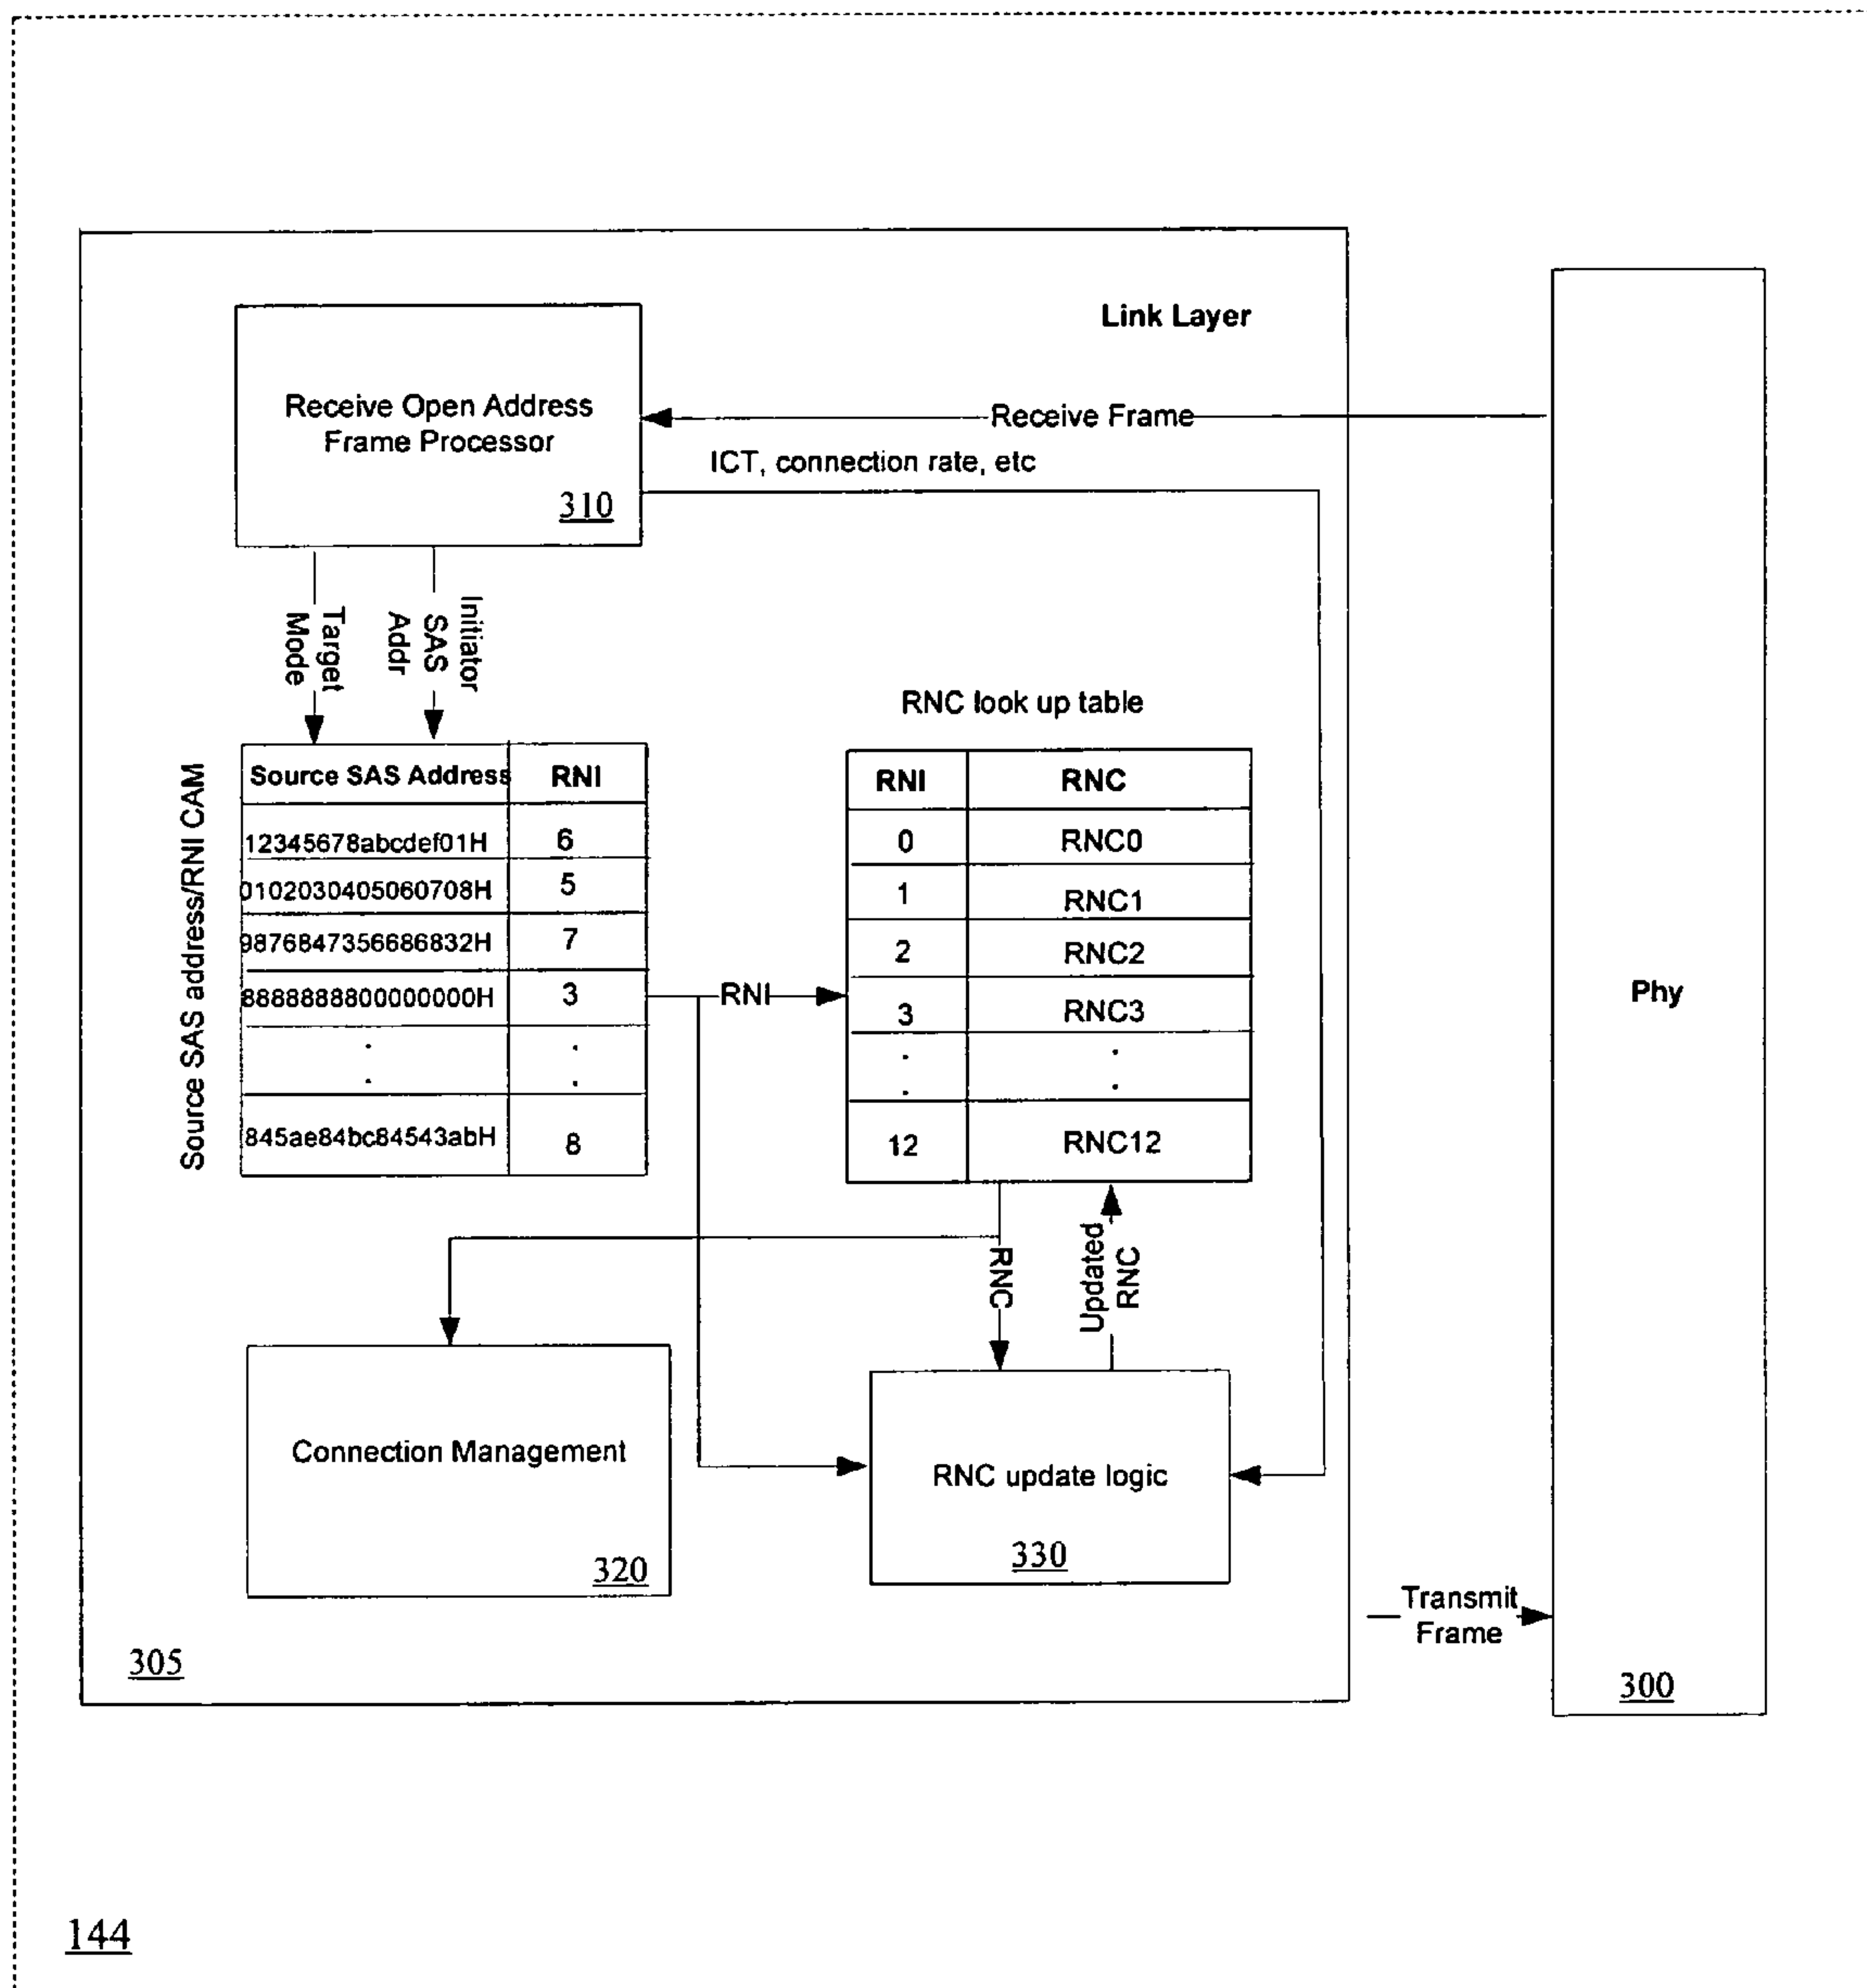 Link Layer
Receive Open Address
Frame Processor
310
Receive Frame
ICT, connection rate, etc
Target
Mode
Initiator
SAS
Addr
Source SAS address/RNI CAM
Source SAS Address RNI
12345678abcdef01H 6
0102030405060708H 5
9876847356686832H 7
8888888800000000H 3
. .
. .
845ae84bc84543abH 8
RNI
RNC look up table
RNI RNC
0 RNC0
1 RNC1
2 RNC2
3 RNC3
. .
. .
12 RNC12
RNC
Updated
RNC
Connection Management
320
RNC update logic
330
305
Phy
Transmit
Frame
300
144